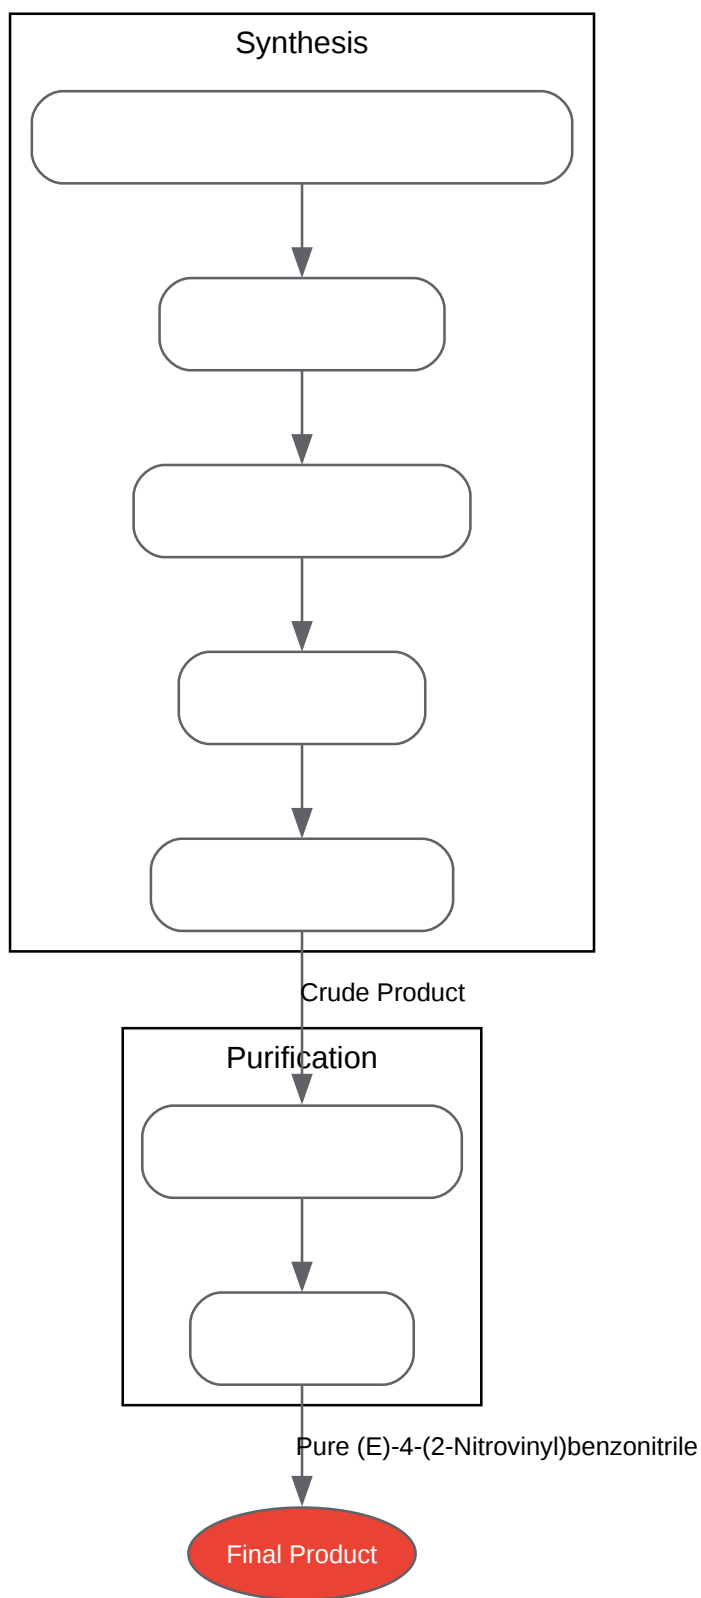 Synthesis
Crude Product
Purification
Pure (E)-4-(2-Nitrovinyl)benzonitrile
Final Product